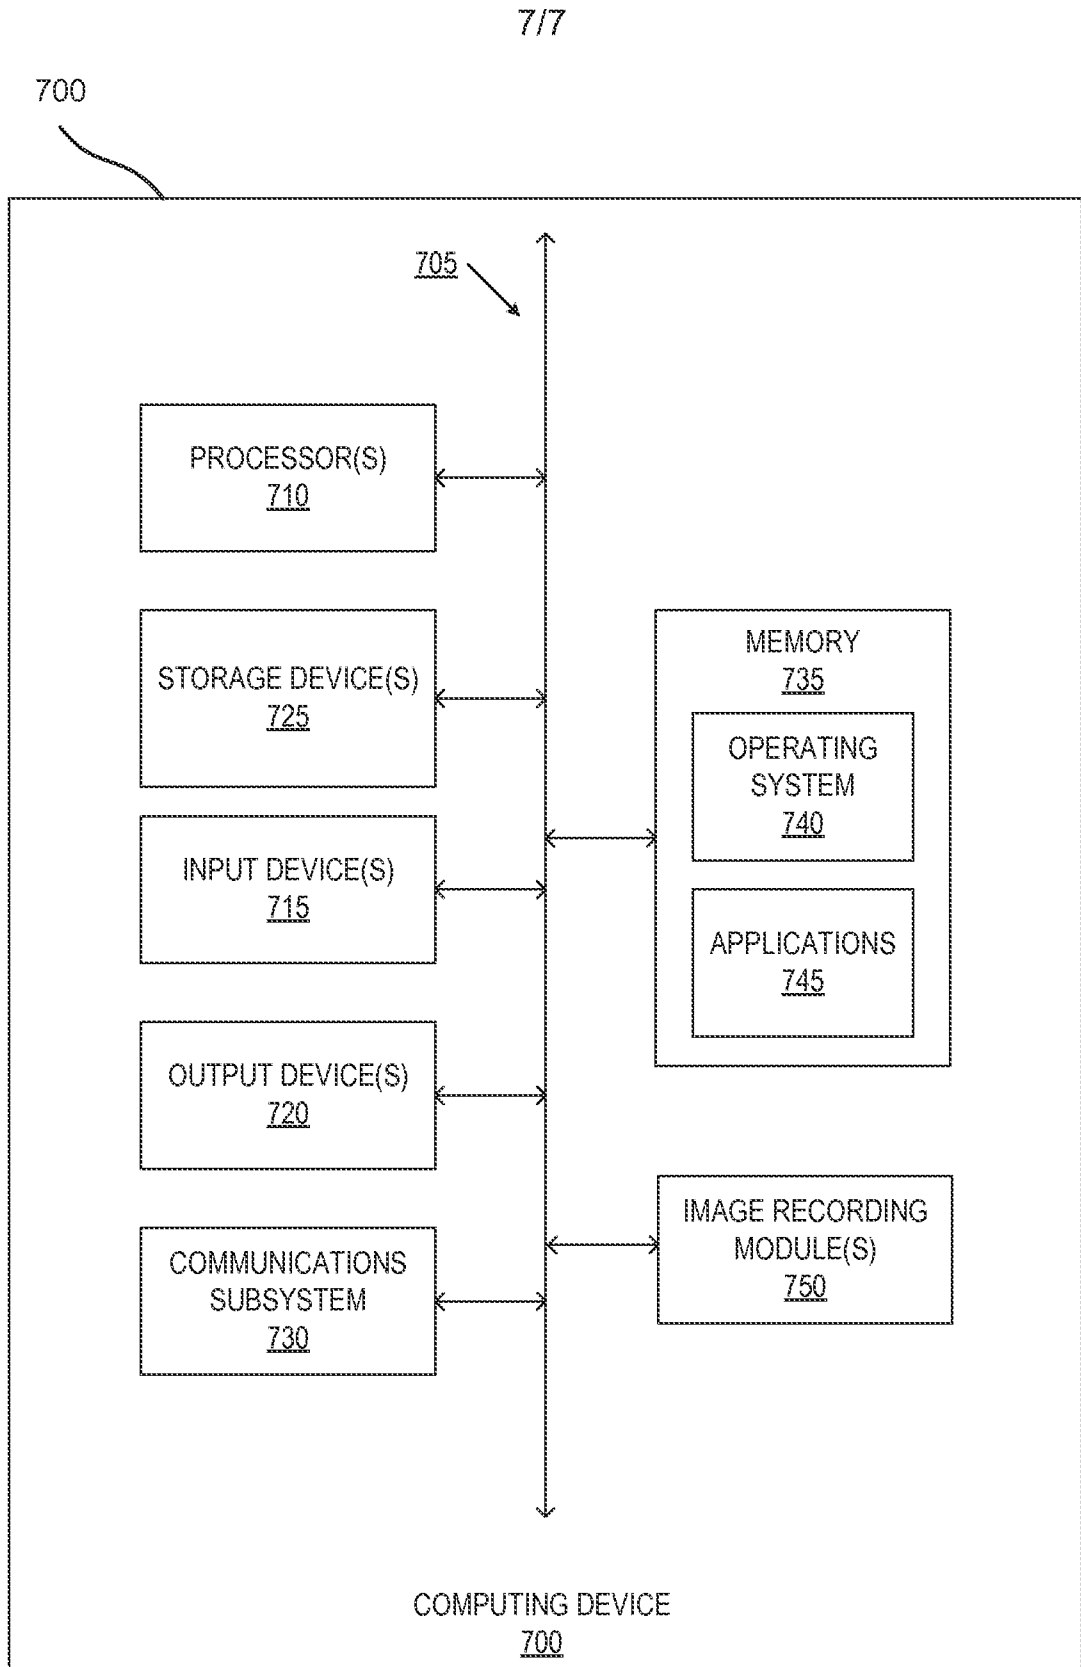 7/7
700
705
PROCESSOR(S)
710
STORAGE DEVICE(S)
725
INPUT DEVICE(S)
715
OUTPUT DEVICE(S)
720
COMMUNICATIONS
SUBSYSTEM
730
MEMORY
735
OPERATING
SYSTEM
740
APPLICATIONS
745
IMAGE RECORDING
MODULE(S)
750
COMPUTING DEVICE
700